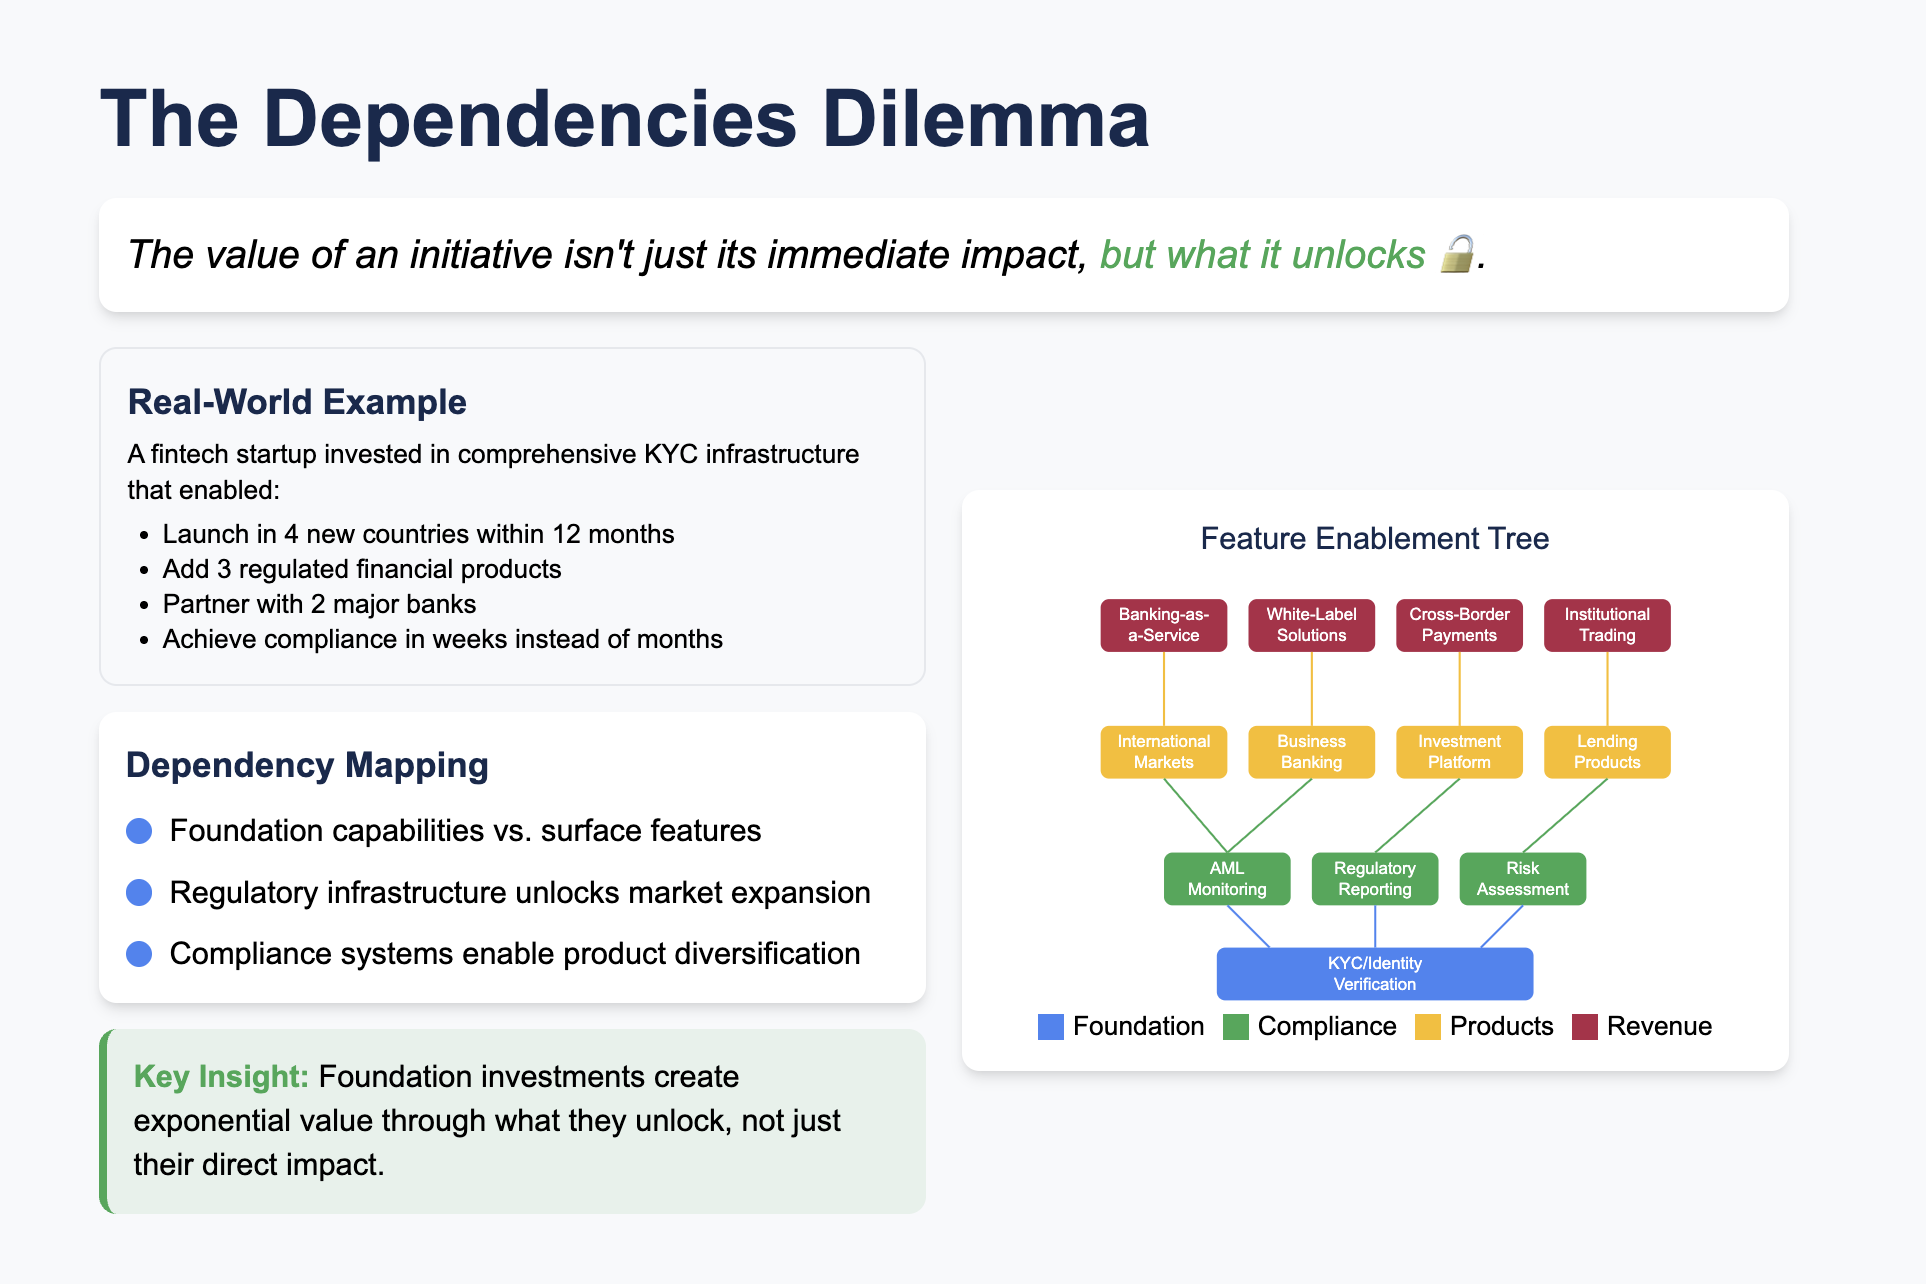 The Dependencies Dilemma
The value of an initiative isn't just its immediate impact, but what it unlocks 🔓.
Real-World Example
A fintech startup invested in comprehensive KYC infrastructure
that enabled:
• Launch in 4 new countries within 12 months
• Add 3 regulated financial products
• Partner with 2 major banks
• Achieve compliance in weeks instead of months
Dependency Mapping
Foundation capabilities vs. surface features
Regulatory infrastructure unlocks market expansion
Compliance systems enable product diversification
Key Insight: Foundation investments create
exponential value through what they unlock, not just
their direct impact.
Feature Enablement Tree
Banking-as-
a-Service
White-Label
Solutions
Cross-Border
Payments
Institutional
Trading
International
Markets
Business
Banking
Investment
Platform
Lending
Products
AML
Monitoring
Regulatory
Reporting
Risk
Assessment
KYC/Identity
Verification
Foundation
Compliance
Products
Revenue